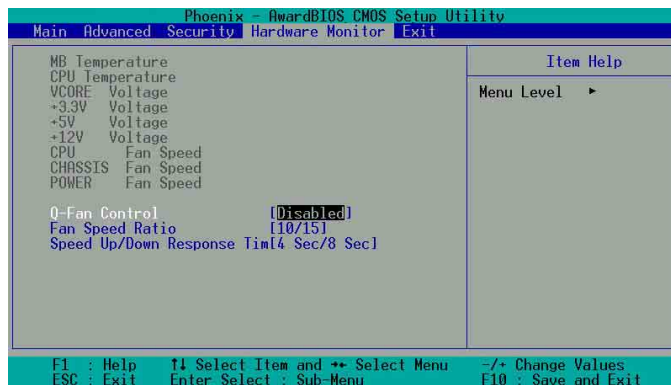 Phoenix - AwardBIOS CMOS Setup Utility
Main Advanced Security Hardware Monitor Exit
MB Temperature
CPU Temperature
VCORE Voltage
+3.3V Voltage
+5V Voltage
+12V Voltage
CPU Fan Speed
CHASSIS Fan Speed
POWER Fan Speed
Q-Fan Control [Disabled]
Fan Speed Ratio [10/15]
Speed Up/Down Response Tim[4 Sec/8 Sec]
Item Help
Menu Level ►
F1 : Help ↑↓ Select Item and →← Select Menu -/+ Change Values
ESC : Exit Enter Select : Sub-Menu F10 : Save and Exit